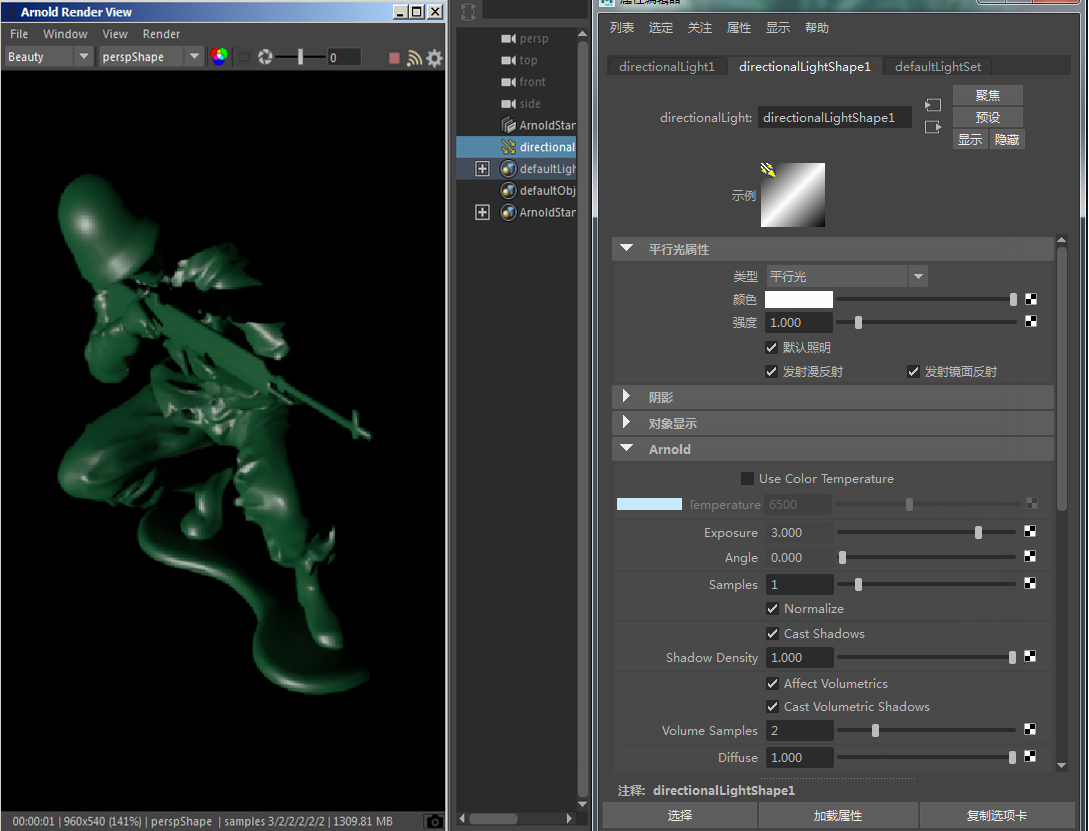 Arnold Render View
File Window View Render
Beauty perspShape 0
00:00:01 | 960x540 (141%) | perspShape | samples 3/2/2/2/2/2 | 1309.81 MB
persp
top
front
side
ArnoldStar
directional
defaultLigh
defaultObj
ArnoldStar
属性编辑器
列表 选定 关注 属性 显示 帮助
directionalLight1 directionalLightShape1 defaultLightSet
directionalLight: directionalLightShape1
聚焦
预设
显示 隐藏
示例
平行光属性
类型 平行光
颜色
强度 1.000
默认照明
发射漫反射 发射镜面反射
阴影
对象显示
Arnold
Use Color Temperature
Temperature 6500
Exposure 3.000
Angle 0.000
Samples 1
Normalize
Cast Shadows
Shadow Density 1.000
Affect Volumetrics
Cast Volumetric Shadows
Volume Samples 2
Diffuse 1.000
注释: directionalLightShape1
选择 加载属性 复制选项卡